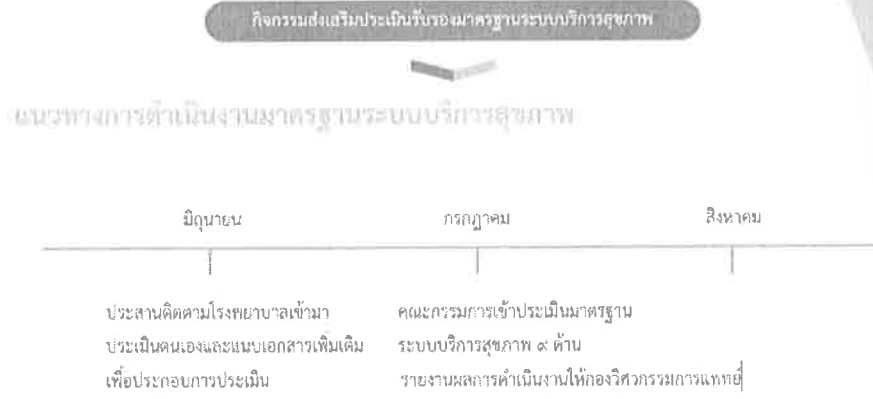 กิจกรรมส่งเสริมประเมินรับรองมาตรฐานระบบบริการสุขภาพ
แนวทางการดำเนินงานมาตรฐานระบบบริการสุขภาพ
มิถุนายน กรกฎาคม สิงหาคม
ประสานติดตามโรงพยาบาลเข้ามา
ประเมินตนเองและแนบเอกสารเพิ่มเติม
เพื่อประกอบการประเมิน
คณะกรรมการเข้าประเมินมาตรฐาน
ระบบบริการสุขภาพ ๙ ด้าน
รายงานผลการดำเนินงานให้กองวิศวกรรมการแพทย์